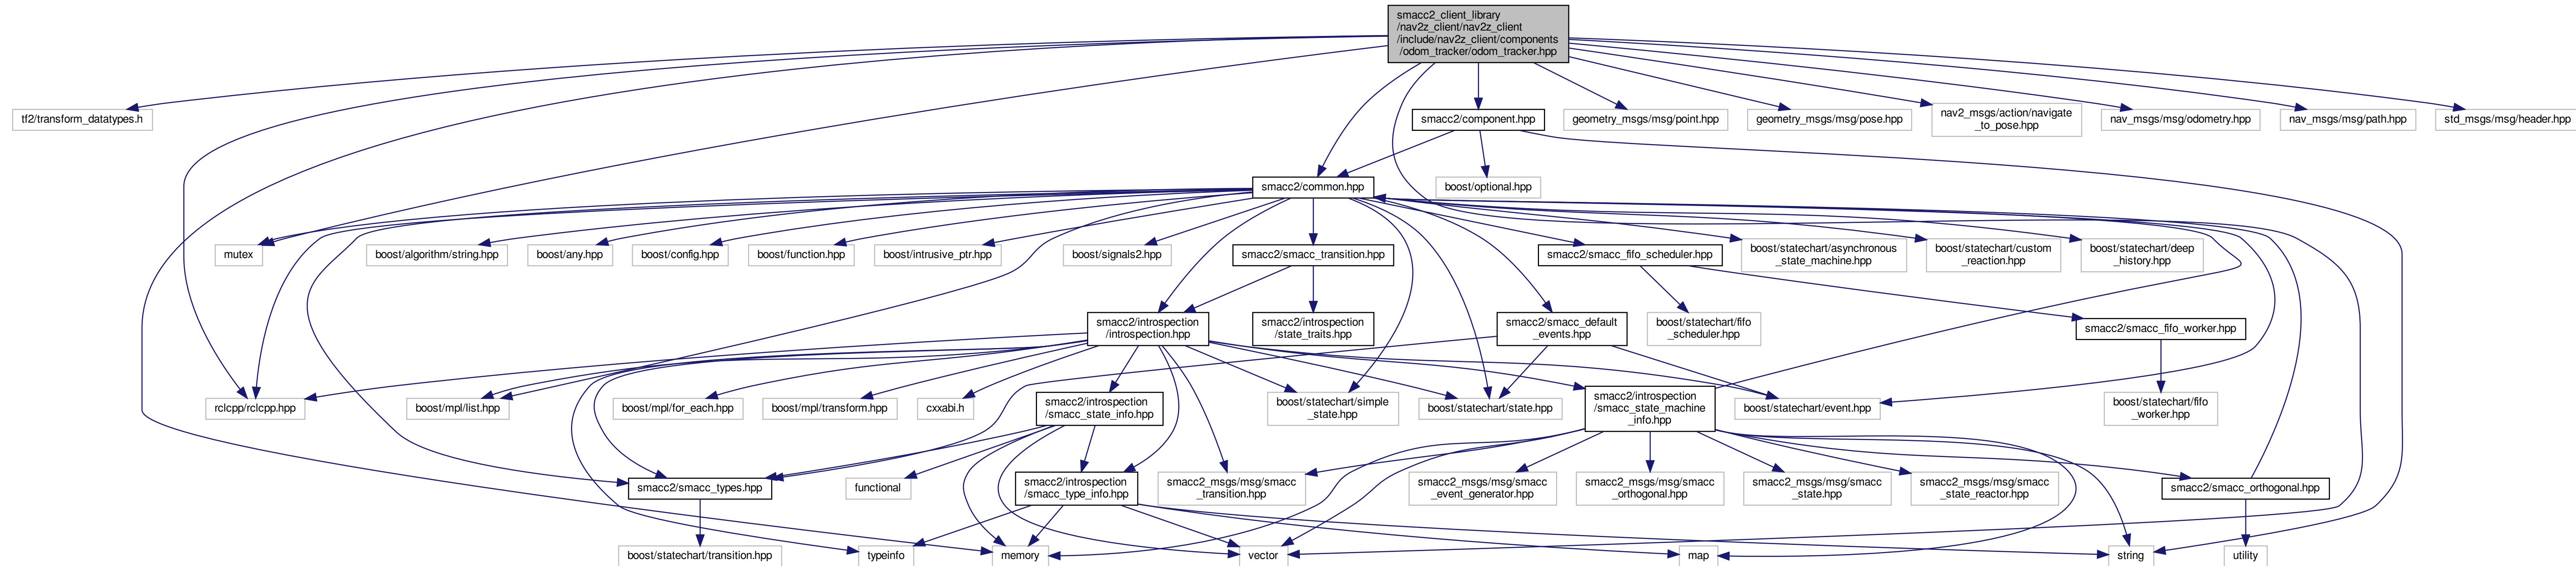 smacc2_client_library
/nav2z_client/nav2z_client
/include/nav2z_client/components
/odom_tracker/odom_tracker.hpp
tf2/transform_datatypes.h
smacc2/component.hpp
geometry_msgs/msg/point.hpp
geometry_msgs/msg/pose.hpp
nav2_msgs/action/navigate
_to_pose.hpp
nav_msgs/msg/odometry.hpp
nav_msgs/msg/path.hpp
std_msgs/msg/header.hpp
smacc2/common.hpp
boost/optional.hpp
mutex
boost/algorithm/string.hpp
boost/any.hpp
boost/config.hpp
boost/function.hpp
boost/intrusive_ptr.hpp
boost/signals2.hpp
smacc2/smacc_transition.hpp
smacc2/smacc_fifo_scheduler.hpp
boost/statechart/asynchronous
_state_machine.hpp
boost/statechart/custom
_reaction.hpp
boost/statechart/deep
_history.hpp
smacc2/introspection
/introspection.hpp
smacc2/introspection
/state_traits.hpp
smacc2/smacc_default
_events.hpp
boost/statechart/fifo
_scheduler.hpp
smacc2/smacc_fifo_worker.hpp
rclcpp/rclcpp.hpp
boost/mpl/list.hpp
boost/mpl/for_each.hpp
boost/mpl/transform.hpp
cxxabi.h
smacc2/introspection
/smacc_state_info.hpp
boost/statechart/simple
_state.hpp
boost/statechart/state.hpp
smacc2/introspection
/smacc_state_machine
_info.hpp
boost/statechart/event.hpp
boost/statechart/fifo
_worker.hpp
smacc2/smacc_types.hpp
functional
smacc2/introspection
/smacc_type_info.hpp
smacc2_msgs/msg/smacc
_transition.hpp
smacc2_msgs/msg/smacc
_event_generator.hpp
smacc2_msgs/msg/smacc
_orthogonal.hpp
smacc2_msgs/msg/smacc
_state.hpp
smacc2_msgs/msg/smacc
_state_reactor.hpp
smacc2/smacc_orthogonal.hpp
boost/statechart/transition.hpp
typeinfo
memory
vector
map
string
utility